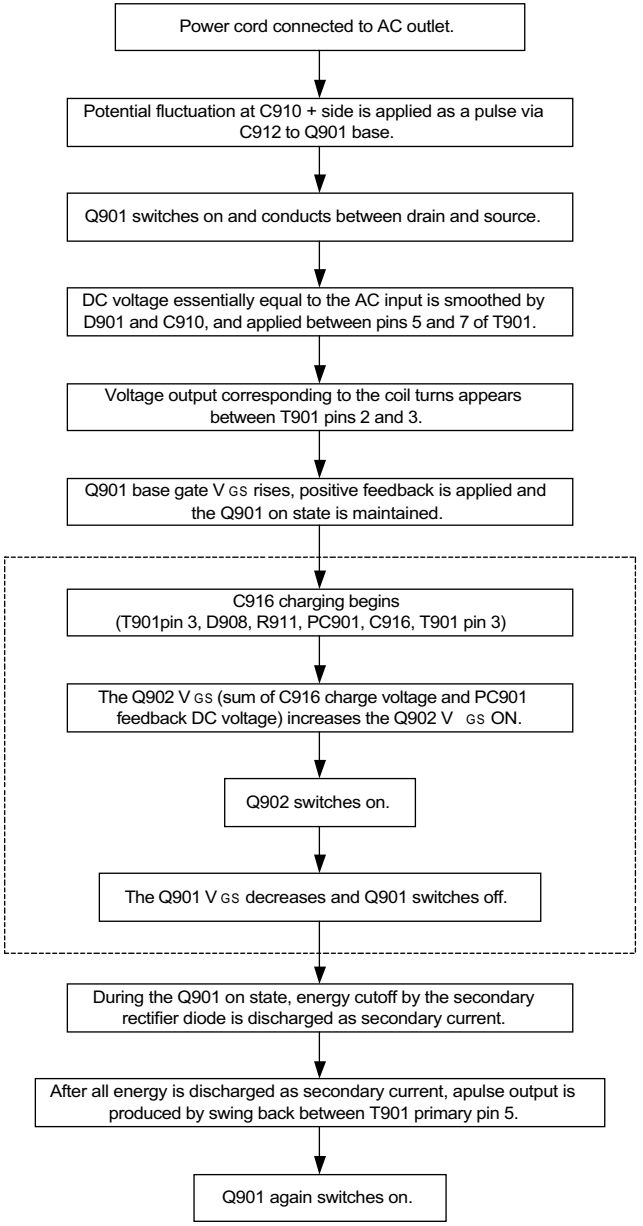 Power cord connected to AC outlet.
Potential fluctuation at C910 + side is applied as a pulse via
C912 to Q901 base.
Q901 switches on and conducts between drain and source.
DC voltage essentially equal to the AC input is smoothed by
D901 and C910, and applied between pins 5 and 7 of T901.
Voltage output corresponding to the coil turns appears
between T901 pins 2 and 3.
Q901 base gate V GS rises, positive feedback is applied and
the Q901 on state is maintained.
C916 charging begins
(T901pin 3, D908, R911, PC901, C916, T901 pin 3)
The Q902 V GS (sum of C916 charge voltage and PC901
feedback DC voltage) increases the Q902 V GS ON.
Q902 switches on.
The Q901 V GS decreases and Q901 switches off.
During the Q901 on state, energy cutoff by the secondary
rectifier diode is discharged as secondary current.
After all energy is discharged as secondary current, apulse output is
produced by swing back between T901 primary pin 5.
Q901 again switches on.